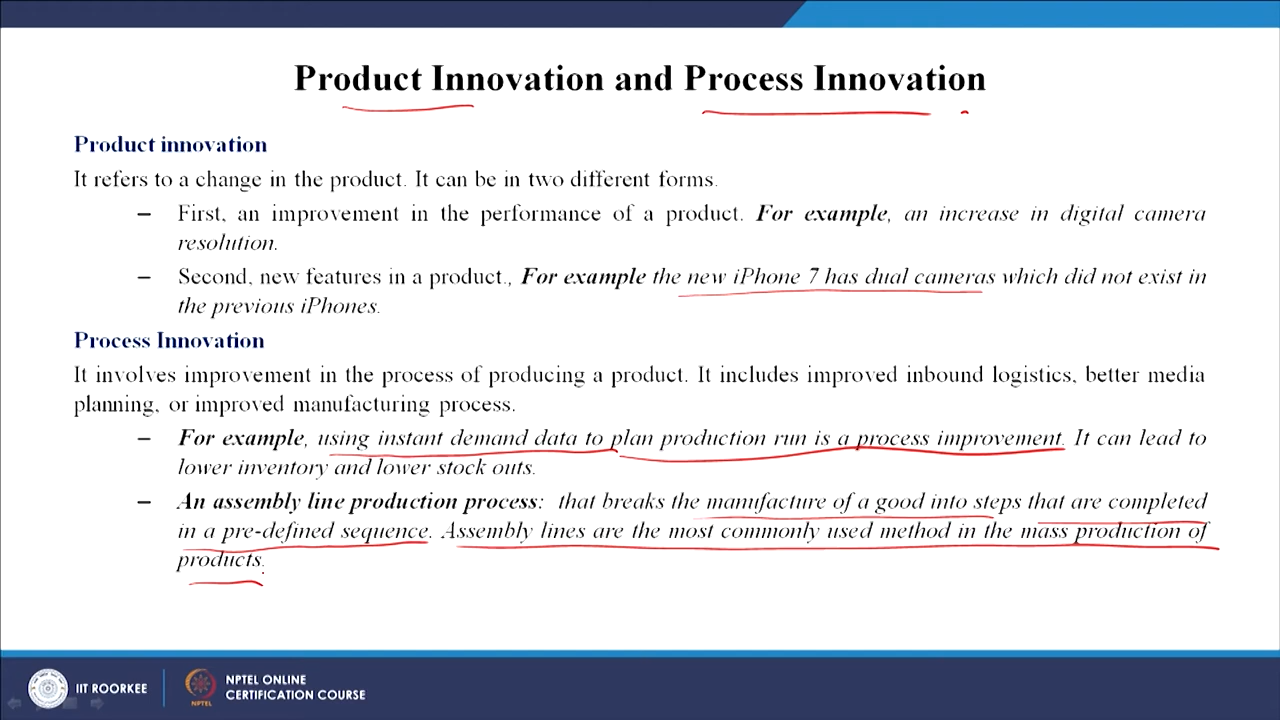 Product Innovation and Process Innovation
Product innovation
It refers to a change in the product. It can be in two different forms.
– First, an improvement in the performance of a product. For example, an increase in digital camera
resolution.
– Second, new features in a product., For example the new iPhone 7 has dual cameras which did not exist in
the previous iPhones.
Process Innovation
It involves improvement in the process of producing a product. It includes improved inbound logistics, better media
planning, or improved manufacturing process.
– For example, using instant demand data to plan production run is a process improvement. It can lead to
lower inventory and lower stock outs.
– An assembly line production process: that breaks the manufacture of a good into steps that are completed
in a pre-defined sequence. Assembly lines are the most commonly used method in the mass production of
products.
IIT ROORKEE
NPTEL
NPTEL ONLINE
CERTIFICATION COURSE